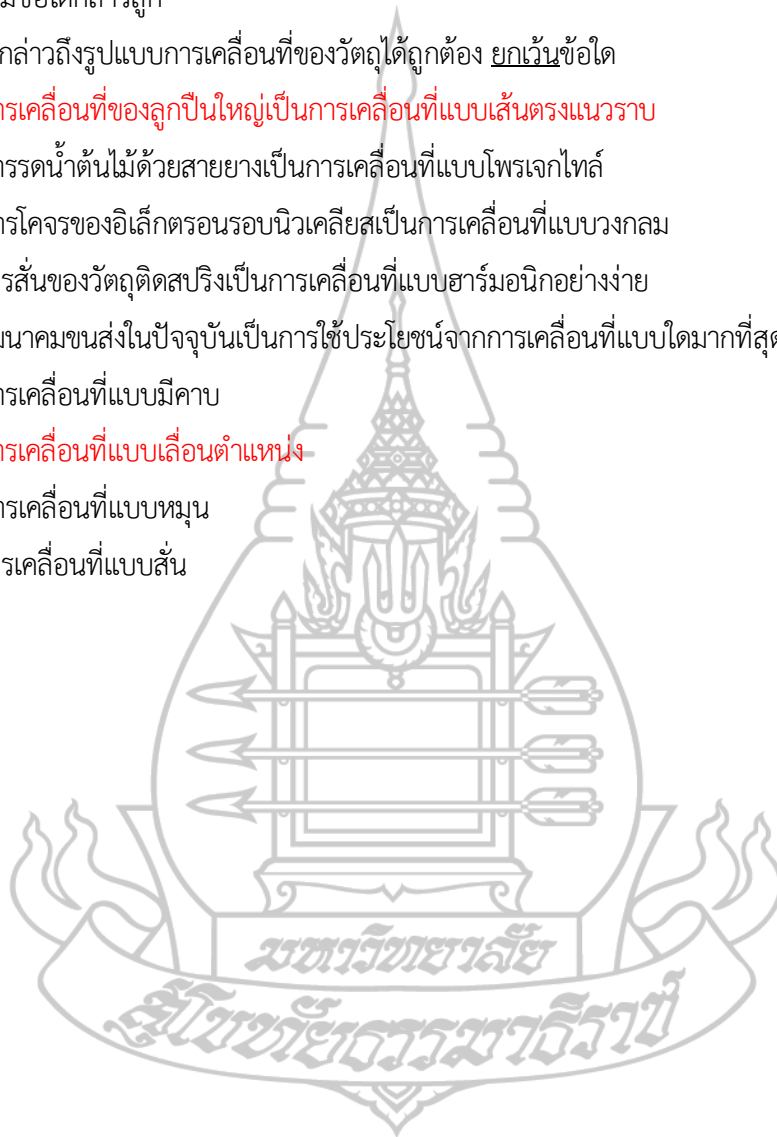 กล่าวถึงรูปแบบการเคลื่อนที่ของวัตถุได้ถูกต้อง ยกเว้นข้อใด
ารเคลื่อนที่ของลูกปืนใหญ่เป็นการเคลื่อนที่แบบเส้นตรงแนวราบ
ารรดน้ำต้นไม้ด้วยสายยางเป็นการเคลื่อนที่แบบโพรเจกไทล์
ารโคจรของอิเล็กตรอนรอบนิวเคลียสเป็นการเคลื่อนที่แบบวงกลม
ารสั่นของวัตถุติดสปริงเป็นการเคลื่อนที่แบบฮาร์มอนิกอย่างง่าย
มนาคมขนส่งในปัจจุบันเป็นการใช้ประโยชน์จากการเคลื่อนที่แบบใดมากที่สุด
ารเคลื่อนที่แบบมีคาบ
ารเคลื่อนที่แบบเลื่อนตำแหน่ง
ารเคลื่อนที่แบบหมุน
ารเคลื่อนที่แบบสั่น
มหาวิทยาลัย
สุโขทัยธรรมาธิราช